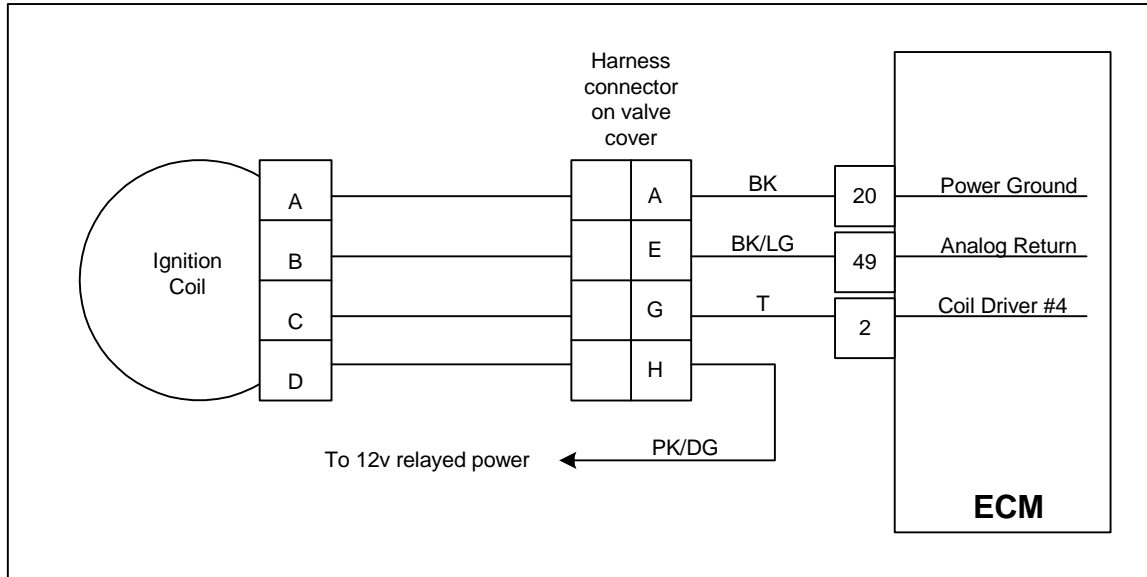 Harness
connector
on valve
cover
Ignition
Coil
A
B
C
D
A
E
G
H
BK
BK/LG
T
PK/DG
20
49
2
Power Ground
Analog Return
Coil Driver #4
To 12v relayed power
ECM